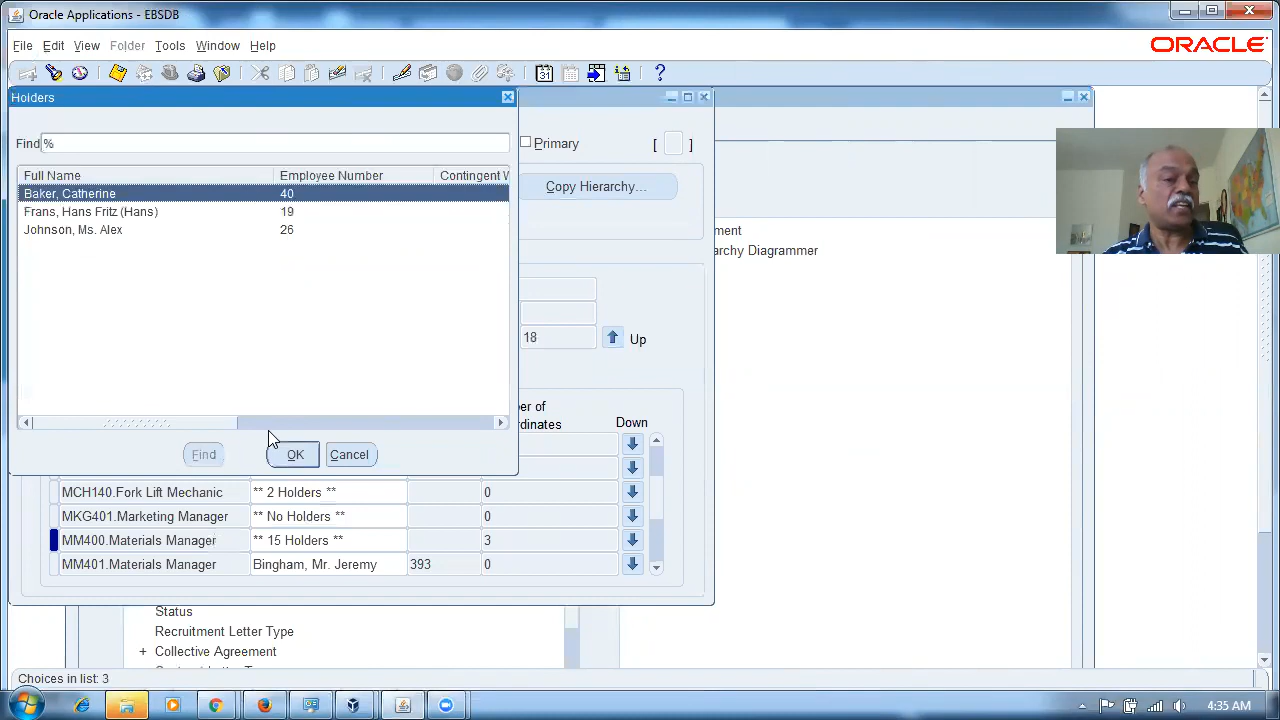 Oracle Applications - EBSDB
File Edit View Folder Tools Window Help
ORACLE
31
?
Holders
Find %
Full Name Employee Number Contingent W
Baker, Catherine 40
Frans, Hans Fritz (Hans) 19
Johnson, Ms. Alex 26
Find OK Cancel
Primary [ ]
Copy Hierarchy…
ment
archy Diagrammer
18 Up
er of
ordinates Down
MCH140.Fork Lift Mechanic ** 2 Holders ** 0
MKG401.Marketing Manager ** No Holders ** 0
MM400.Materials Manager ** 15 Holders ** 3
MM401.Materials Manager Bingham, Mr. Jeremy 393 0
Status
Recruitment Letter Type
+ Collective Agreement
Choices in list: 3
4:35 AM